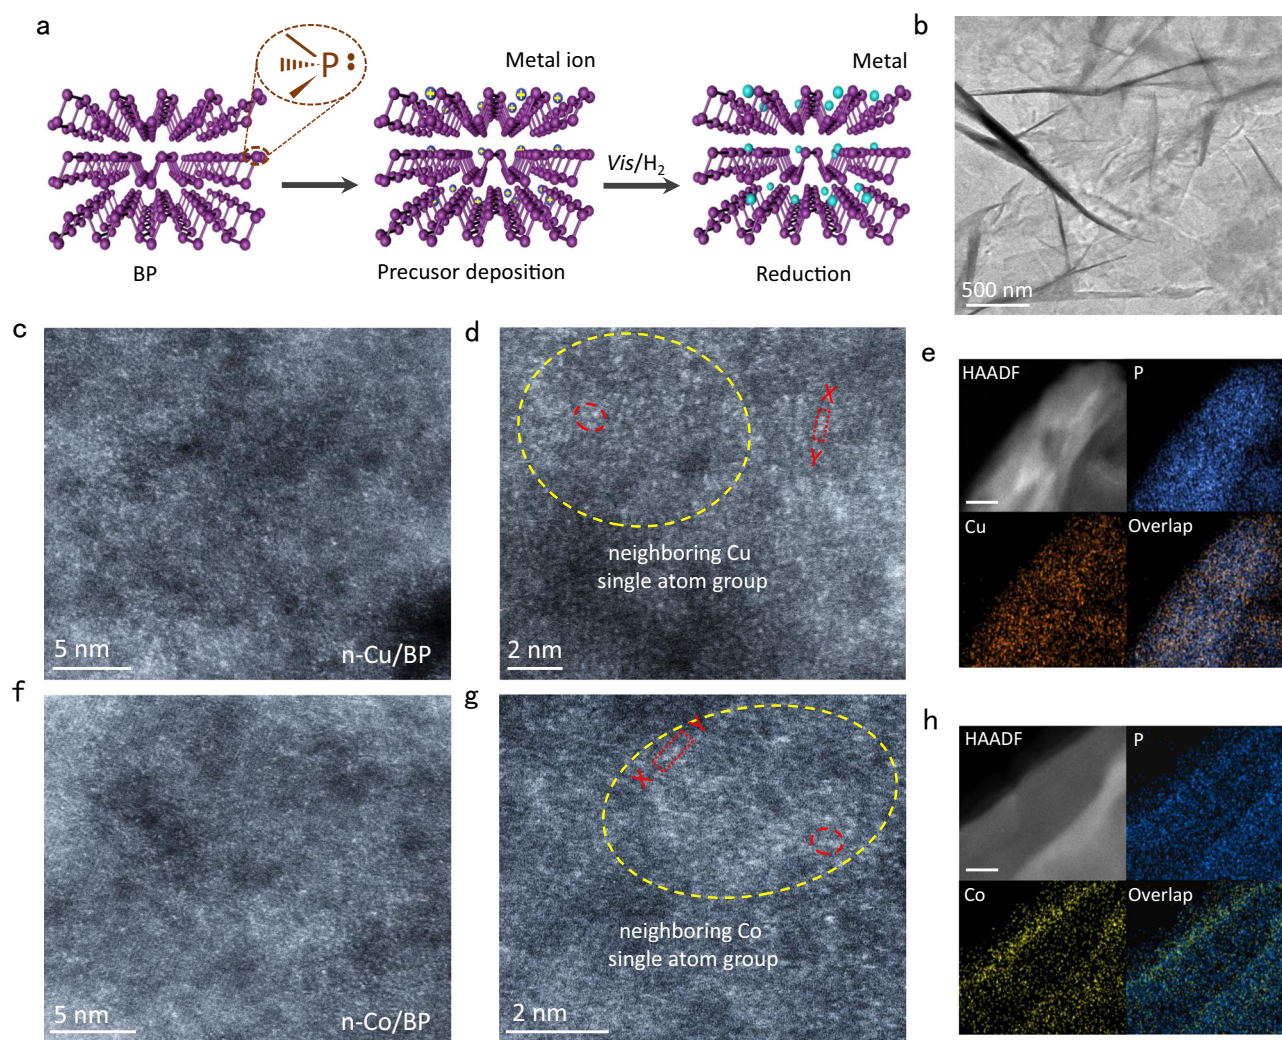 a
P
Metal ion
Metal
Vis/H₂
BP
Precusor deposition
Reduction
b
500 nm
c
5 nm
n-Cu/BP
d
X
Y
neighboring Cu
single atom group
2 nm
e
HAADF
P
Cu
Overlap
f
5 nm
n-Co/BP
g
X
Y
neighboring Co
single atom group
2 nm
h
HAADF
P
Co
Overlap